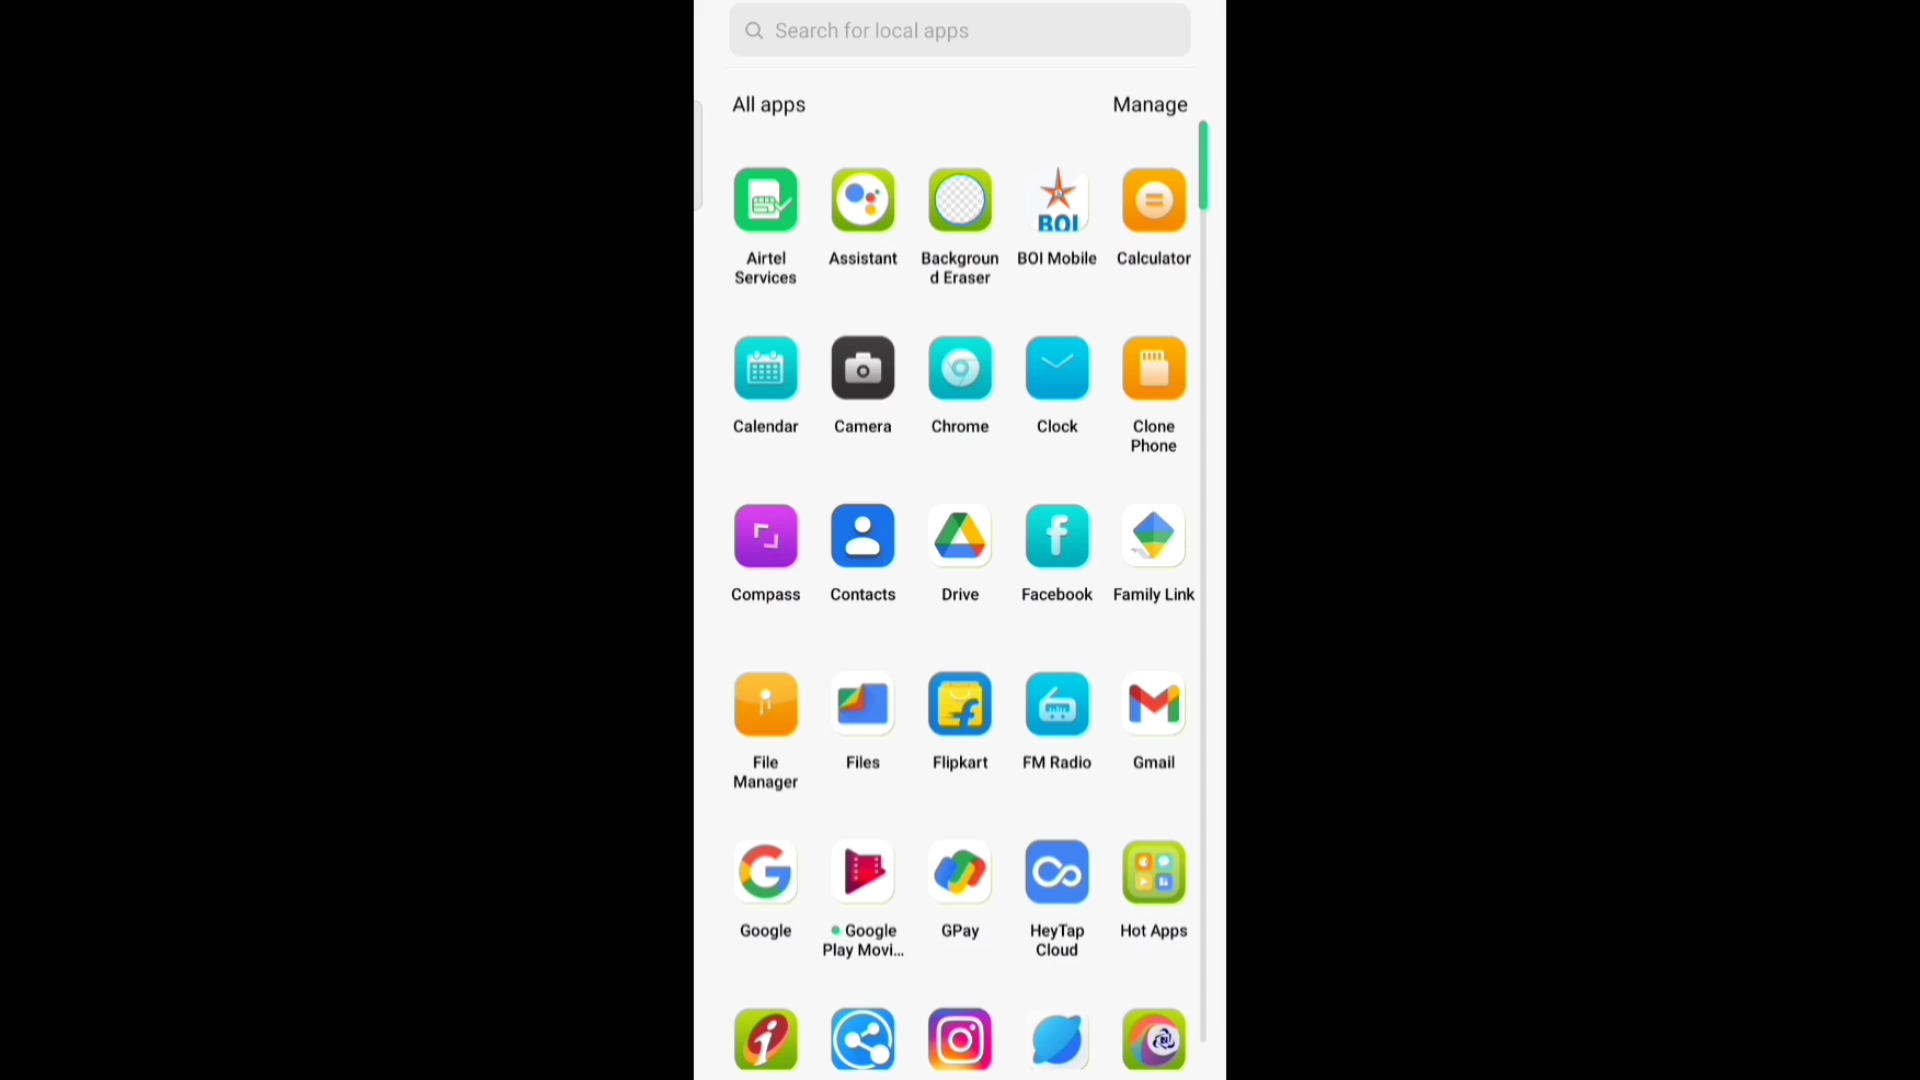 Search for local apps
All apps
Manage
BOI
Airtel
Services
Assistant
Backgroun
d Eraser
BOI Mobile
Calculator
Calendar
Camera
Chrome
Clock
Clone
Phone
Compass
Contacts
Drive
Facebook
Family Link
File
Manager
Files
Flipkart
FM Radio
Gmail
Google
Google
Play Movi...
GPay
HeyTap
Cloud
Hot Apps